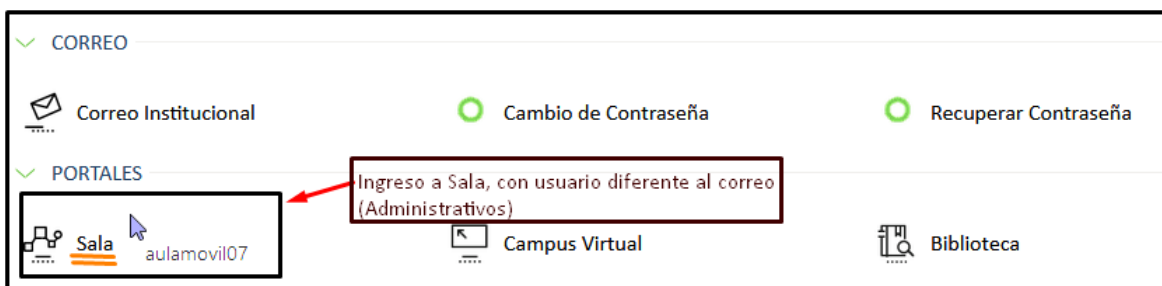 CORREO
Correo Institucional
Cambio de Contraseña
Recuperar Contraseña
PORTALES
Ingreso a Sala, con usuario diferente al correo
(Administrativos)
Sala
aulamovil07
Campus Virtual
Biblioteca